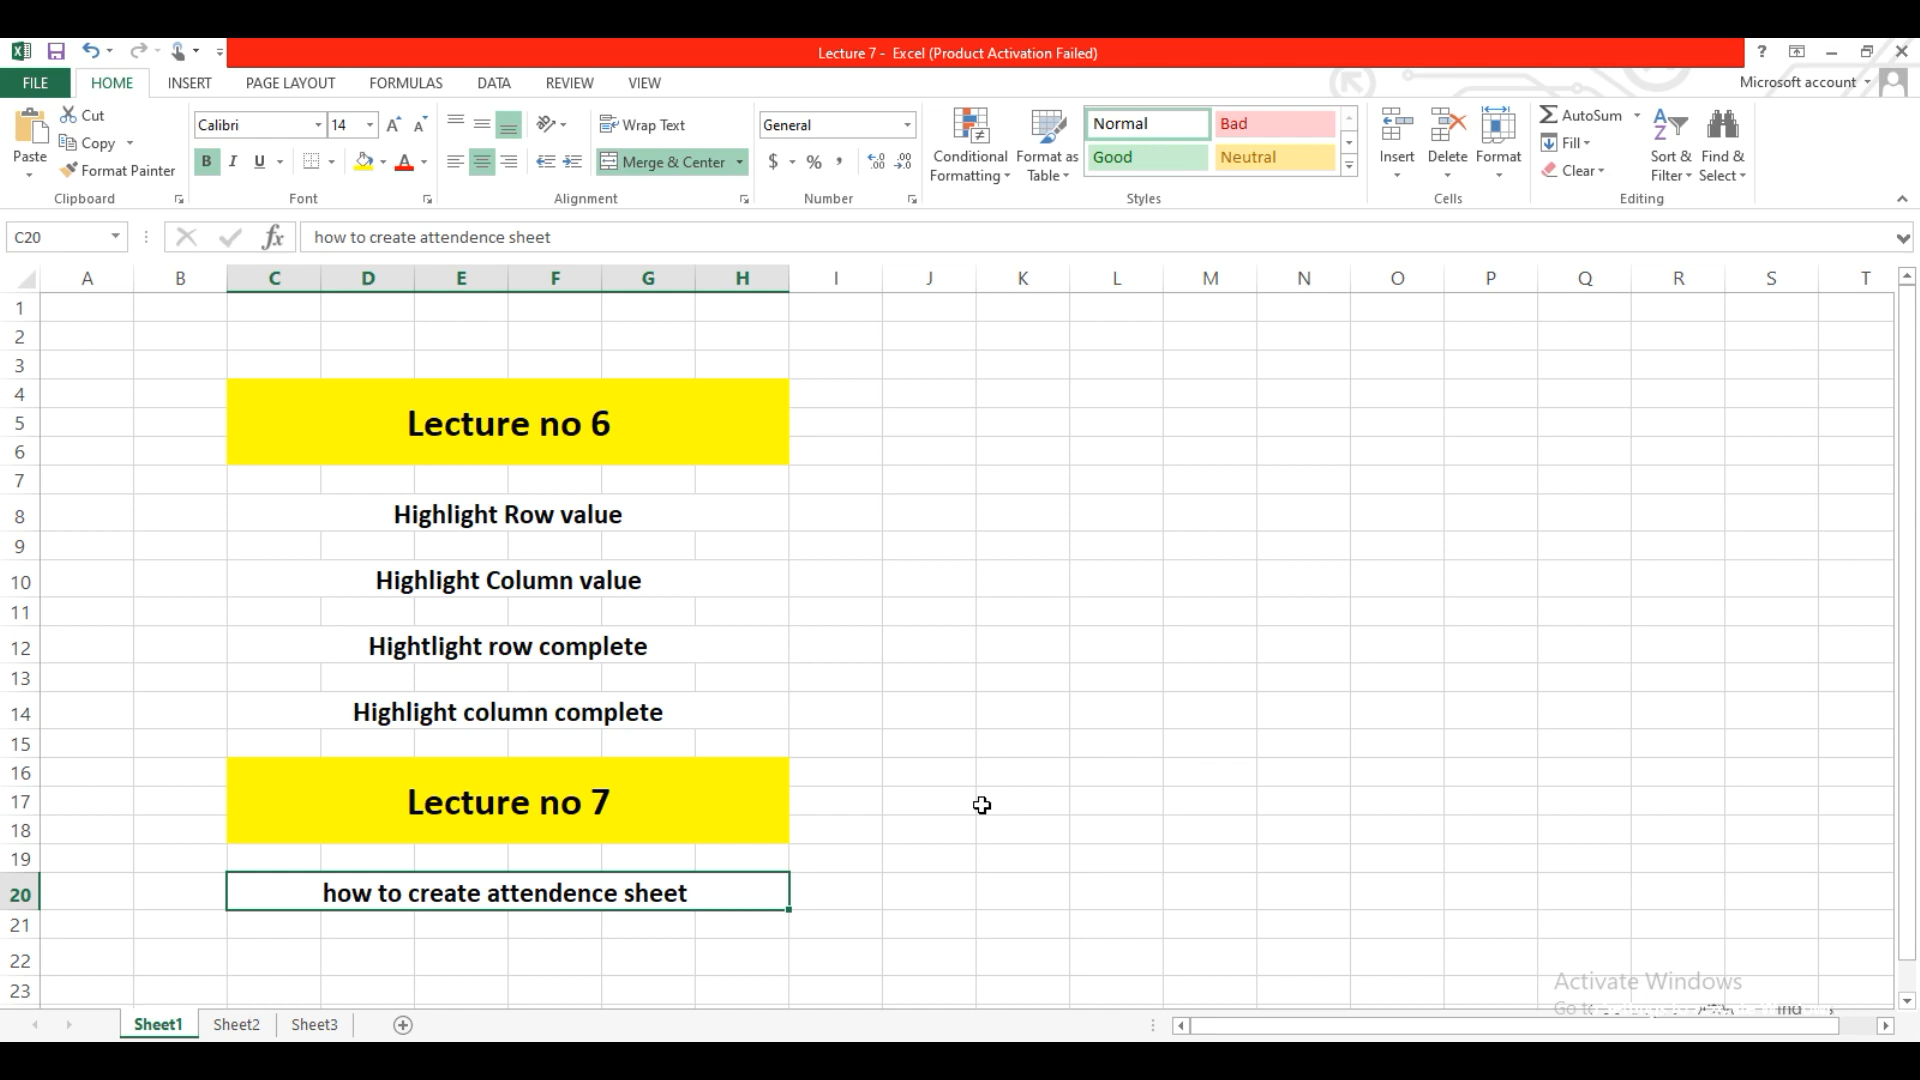 Lecture 7 - Excel (Product Activation Failed)
?
FILE HOME INSERT PAGE LAYOUT FORMULAS DATA REVIEW VIEW
Microsoft account
Paste
Cut
Copy
Format Painter
Clipboard
Calibri 14
B I U A
Font
Wrap Text
Merge & Center
Alignment
General
$ % ,
Number
Conditional Formatting
Format as Table
Normal Bad
Good Neutral
Styles
Insert Delete Format
Cells
AutoSum
Fill
Clear
Sort & Filter
Find & Select
Editing
C20
fx
how to create attendence sheet
A B C D E F G H I J K L M N O P Q R S T
1
2
3
4
5
Lecture no 6
6
7
8
Highlight Row value
9
10
Highlight Column value
11
12
Hightlight row complete
13
14
Highlight column complete
15
16
17
Lecture no 7
18
19
20
how to create attendence sheet
21
22
23
Activate Windows
Sheet1 Sheet2 Sheet3